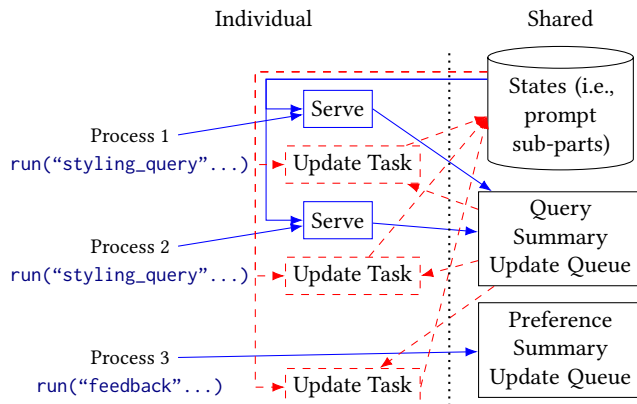 Individual
Shared
States (i.e.,
prompt
sub-parts)
Serve
Process 1
run(“styling_query”...)
Update Task
Query
Summary
Update Queue
Serve
Process 2
run(“styling_query”...)
Update Task
Preference
Summary
Update Queue
Process 3
run(“feedback”...)
Update Task